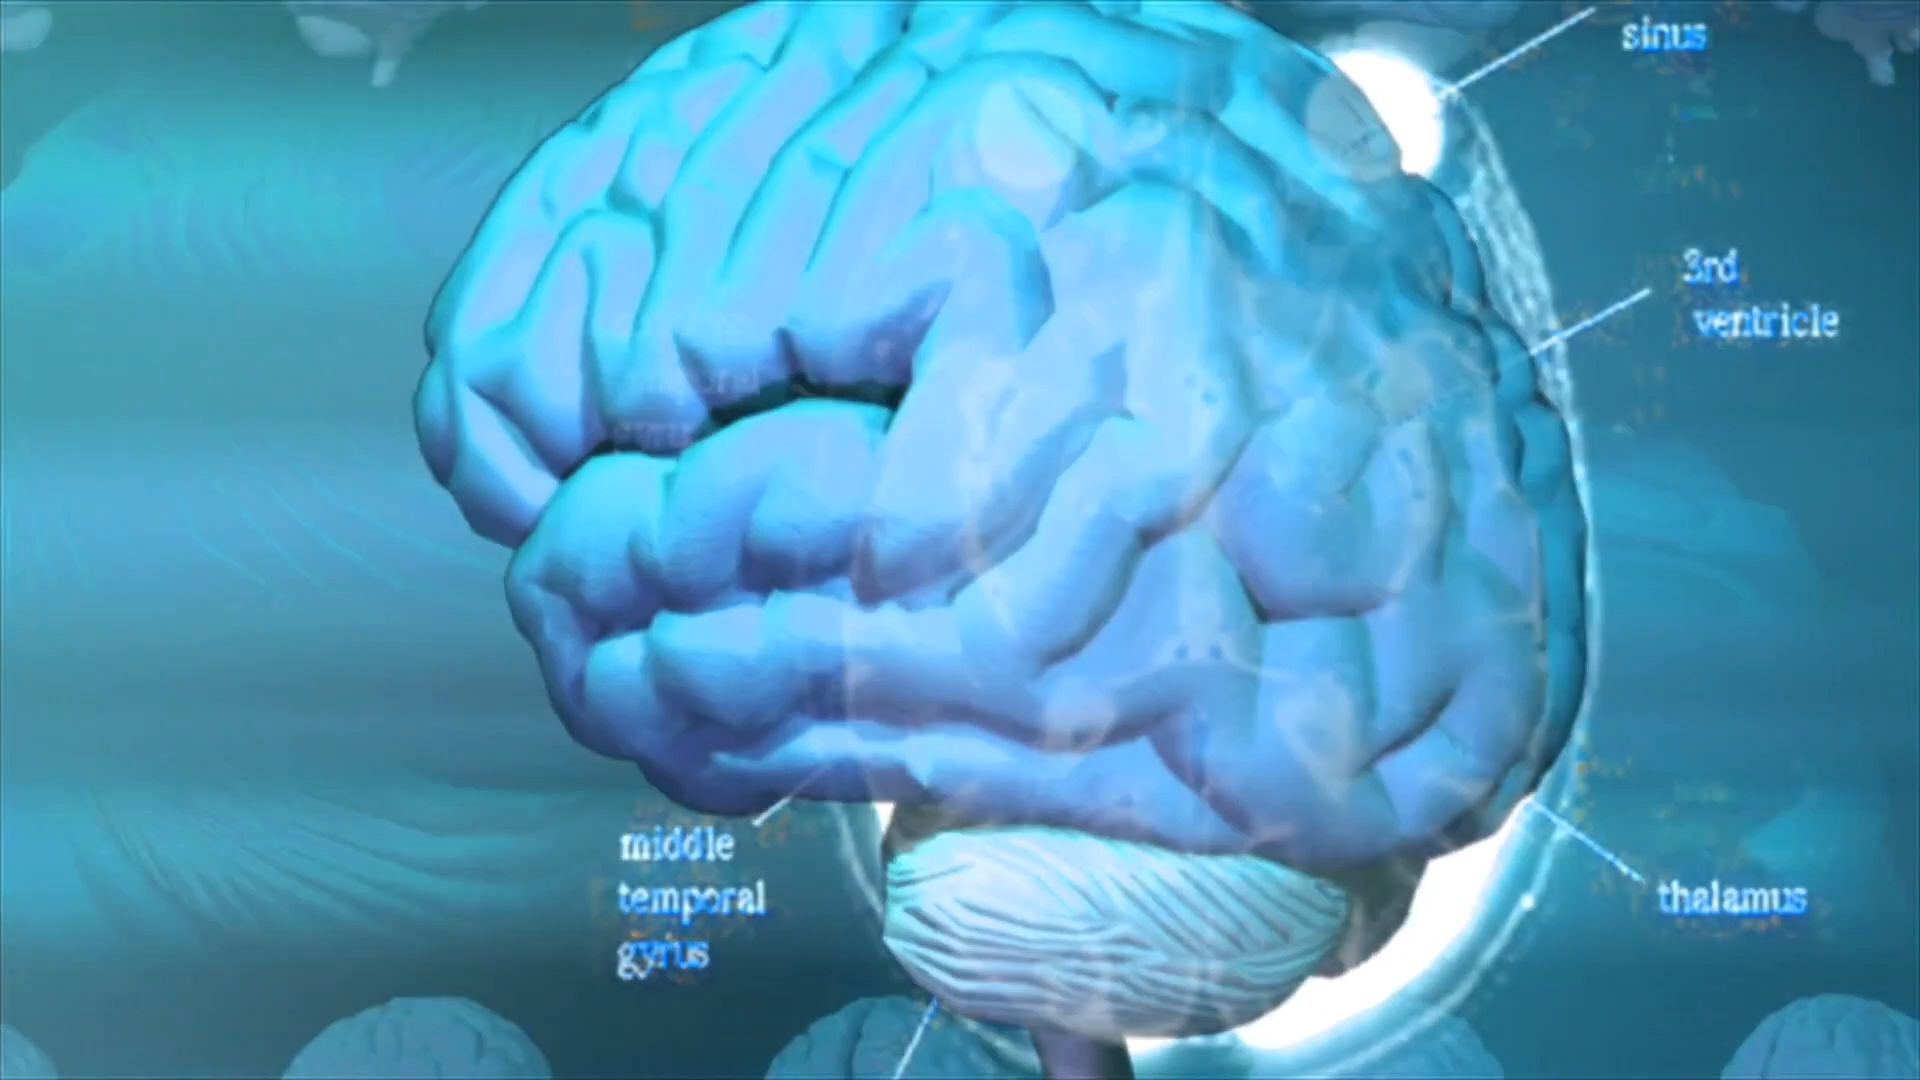 sinus
3rd
ventricle
middle
temporal
gyrus
thalamus